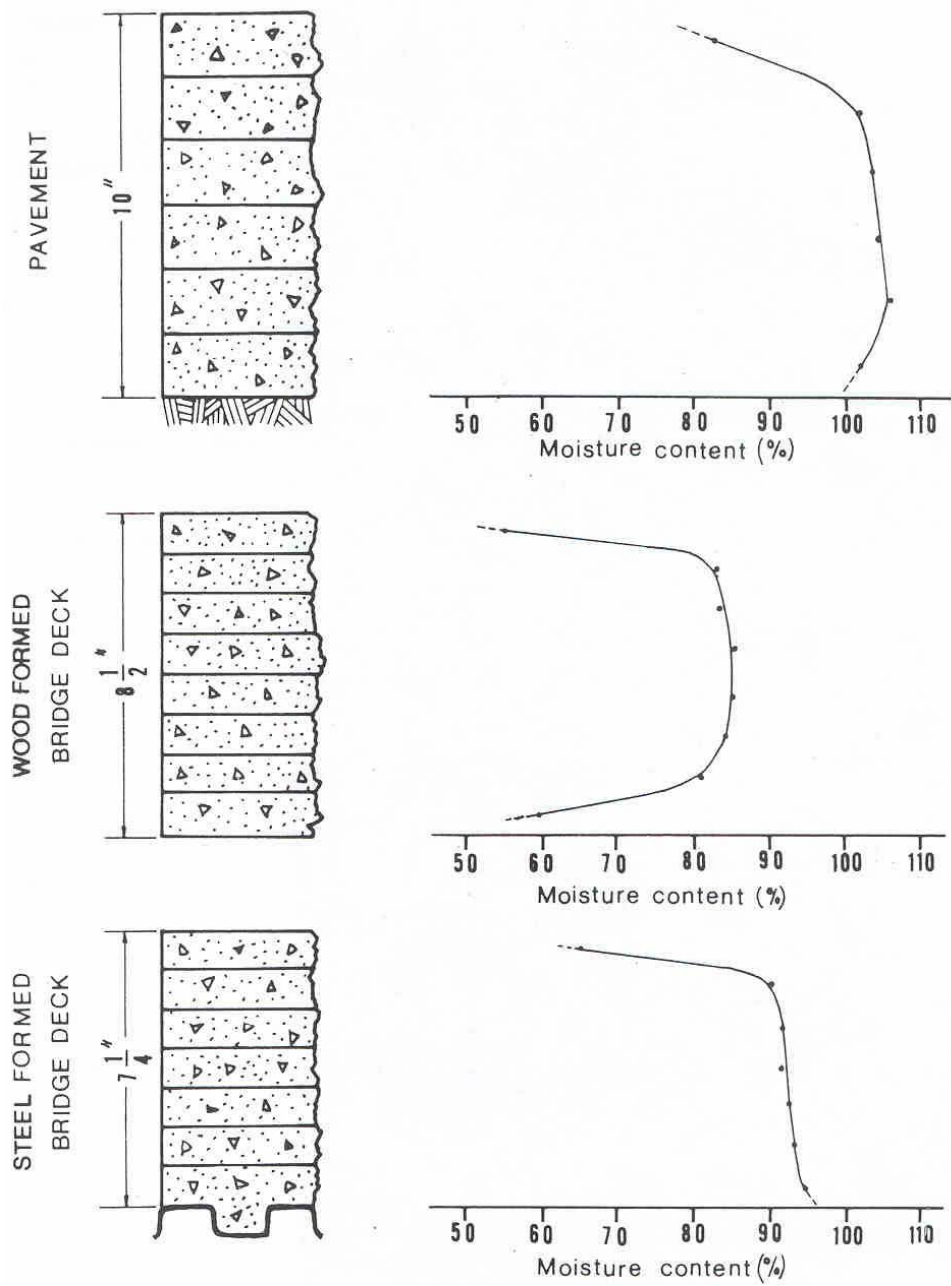 PAVEMENT
10"
50 60 70 80 90 100 110
Moisture content (%)
WOOD FORMED
BRIDGE DECK
8 1/2"
50 60 70 80 90 100 110
Moisture content (%)
STEEL FORMED
BRIDGE DECK
7 1/4"
50 60 70 80 90 100 110
Moisture content (%)